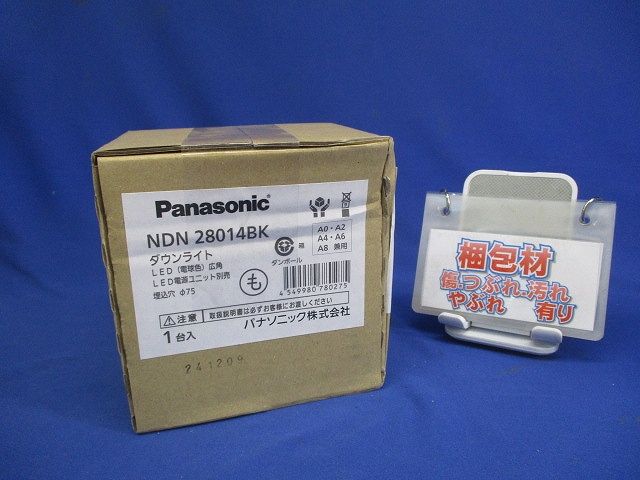 Panasonic
NDN 28014BK
ダウンライト
LED（電球色）広角
LED電源ユニット別売
埋込穴 φ75
も
箱
ダンボール
A0・A2
A4・A6
A8 兼用
4 549980 780275
⚠注意 取扱説明書は必ずお客様にお渡しください
1台入
パナソニック株式会社
241209
梱包材
傷、つぶれ、汚れ
やぶれ 有り